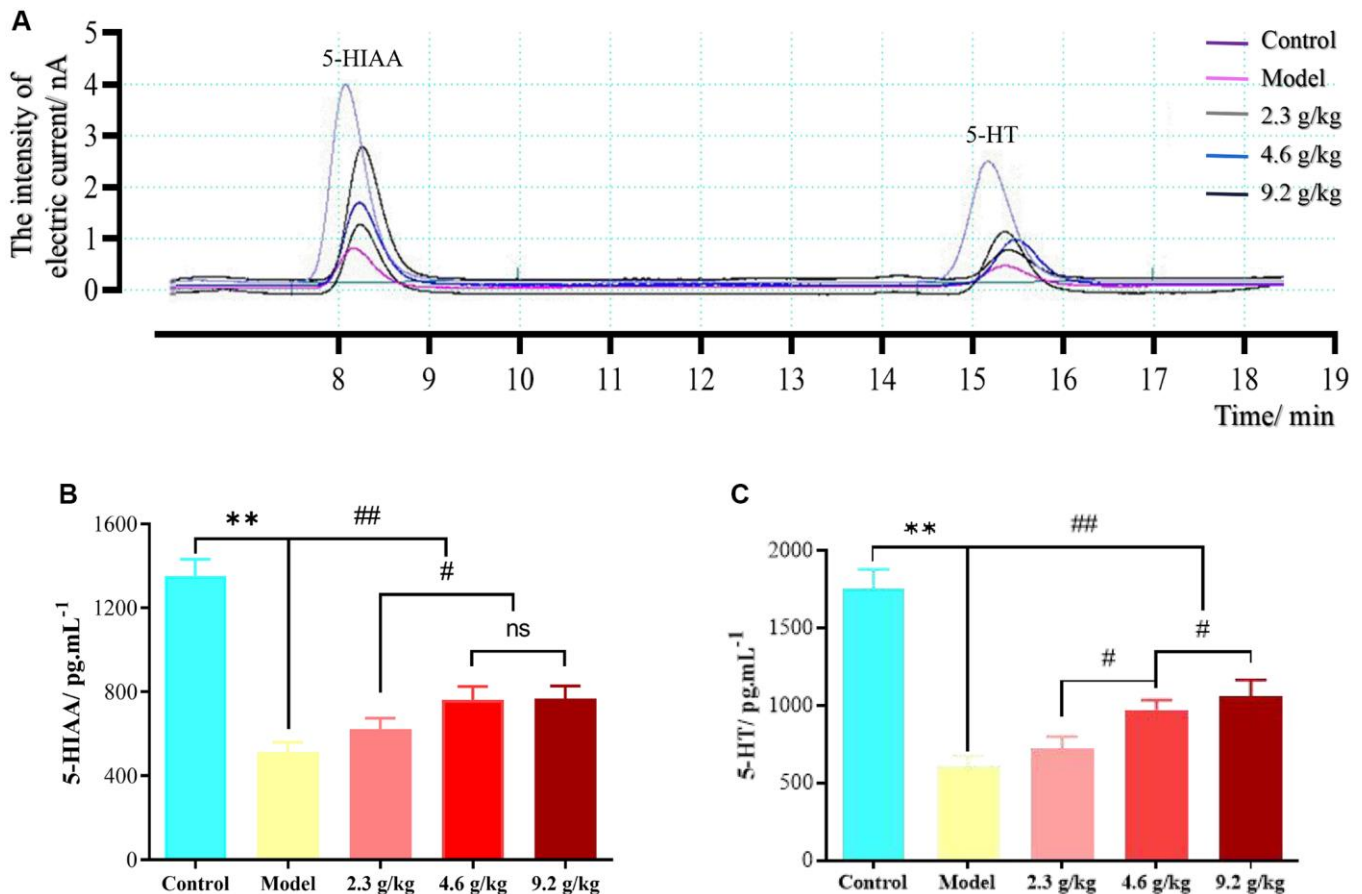 A
The intensity of
electric current/ nA
5
4
3
2
1
0
5-HIAA
5-HT
Control
Model
2.3 g/kg
4.6 g/kg
9.2 g/kg
8 9 10 11 12 13 14 15 16 17 18 19
Time/ min
B
5-HIAA/ pg.mL⁻¹
1600
1200
800
400
0
** ##
#
ns
Control Model 2.3 g/kg 4.6 g/kg 9.2 g/kg
C
5-HT/ pg.mL⁻¹
2000
1500
1000
500
0
** ##
# #
Control Model 2.3 g/kg 4.6 g/kg 9.2 g/kg